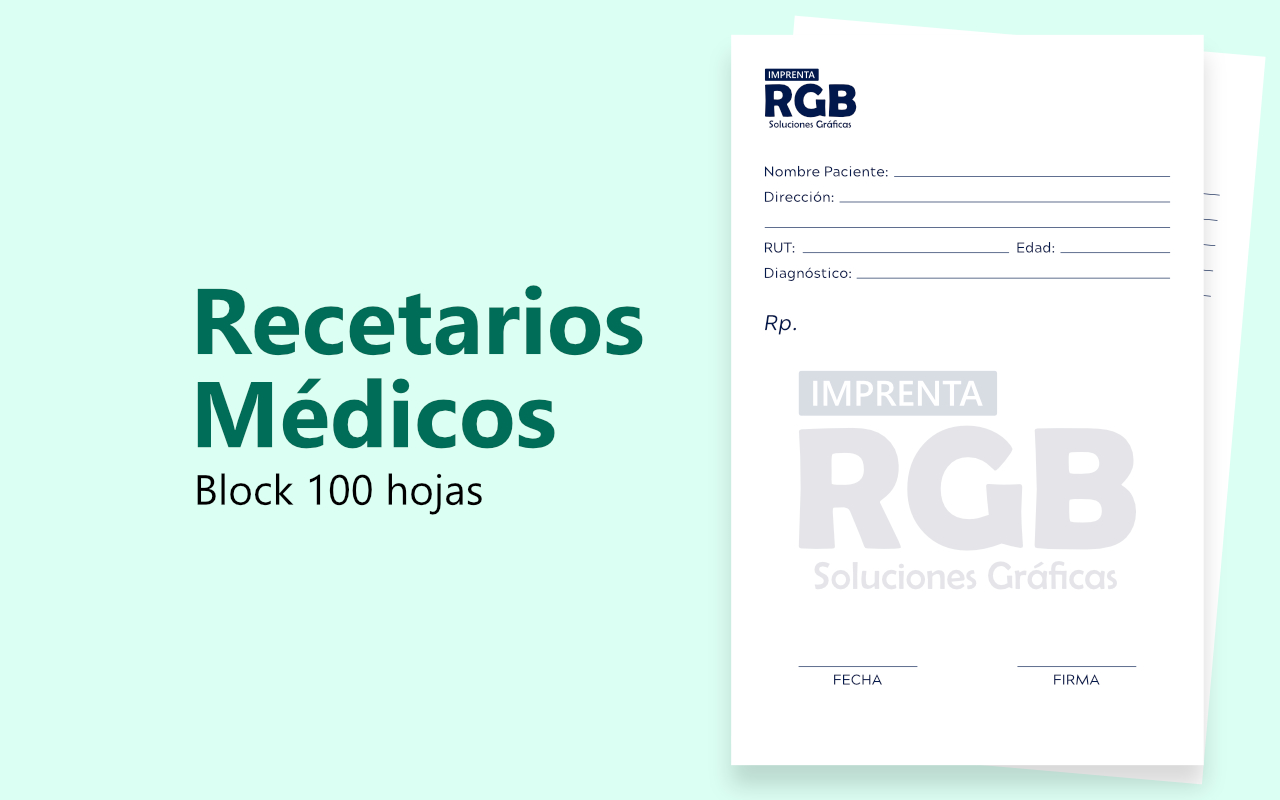 Recetarios
Médicos
Block 100 hojas
IMPRENTA
RGB
Soluciones Gráficas
Nombre Paciente:
Dirección:
RUT: Edad:
Diagnóstico:
Rp.
IMPRENTA
RGB
Soluciones Gráficas
FECHA FIRMA